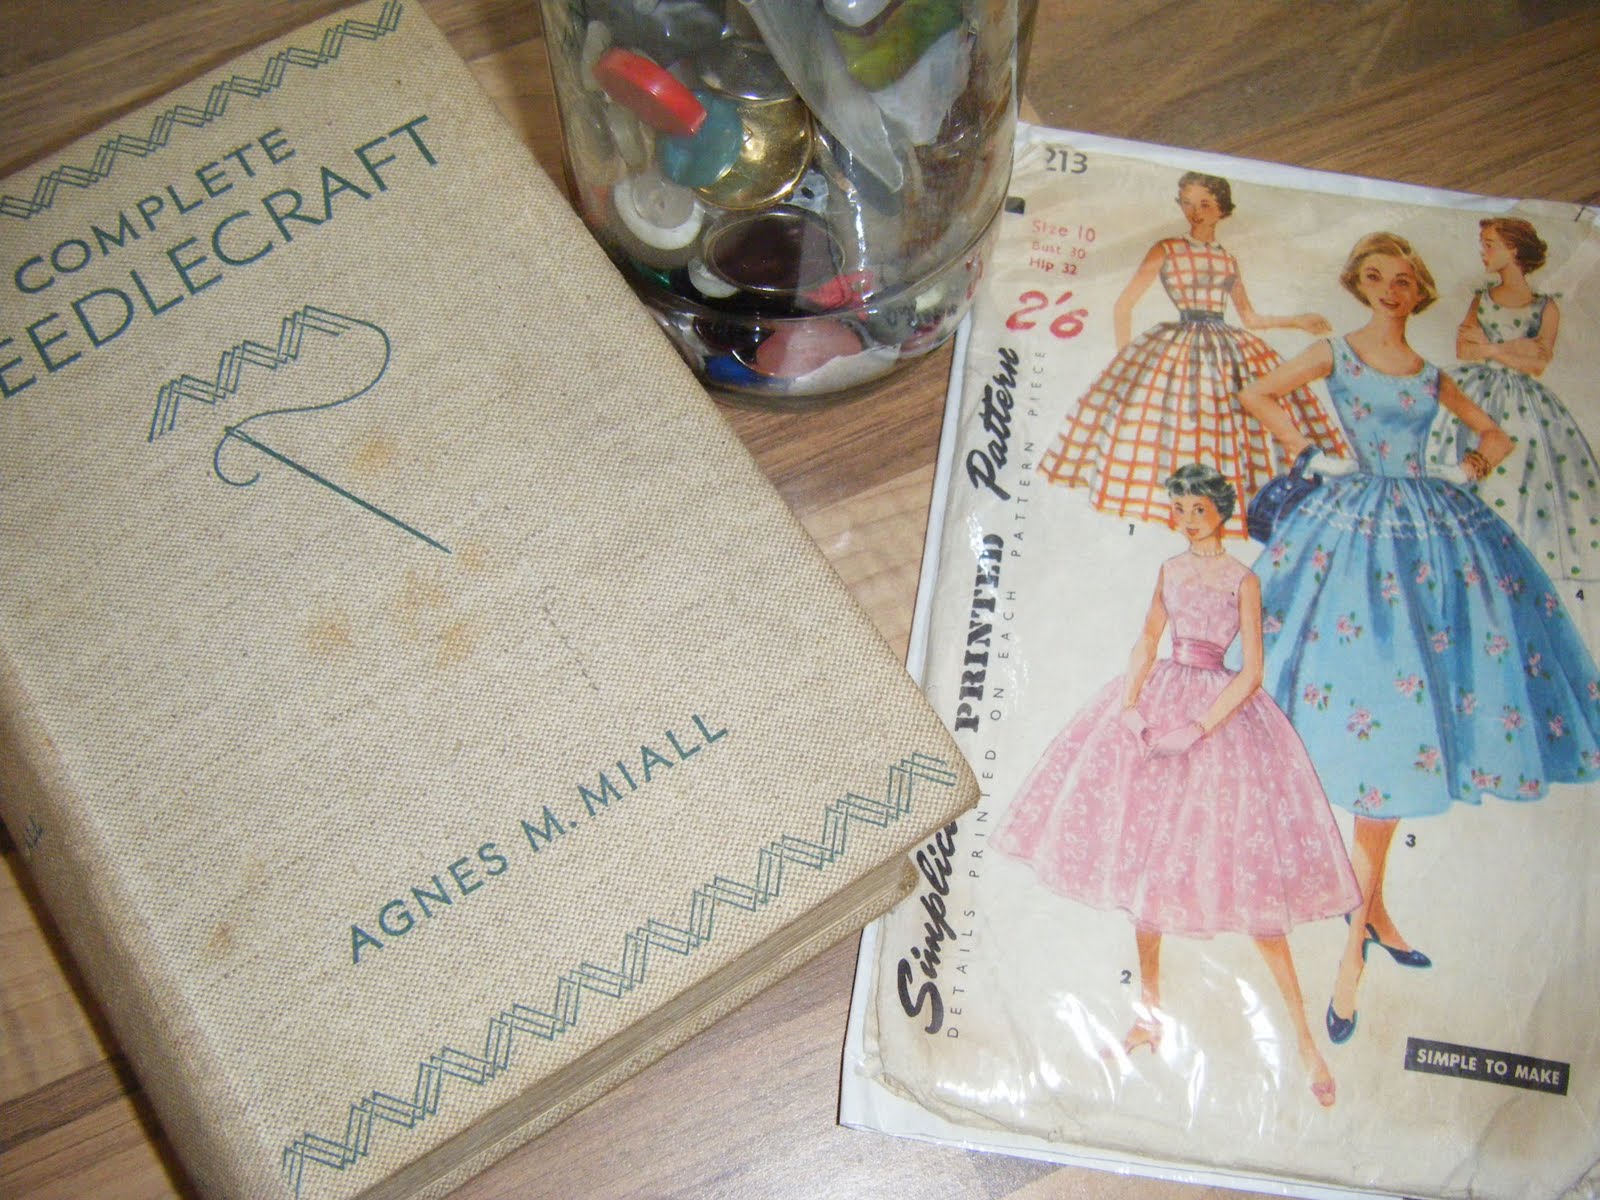 COMPLETE
EEDLECRAFT
AGNES M. MIALL
213
Size 10
Bust 30
Hip 32
2'6
Simplici PRINTED Pattern
DETAILS PRINTED ON EACH PATTERN PIECE
1
2
3
4
SIMPLE TO MAKE